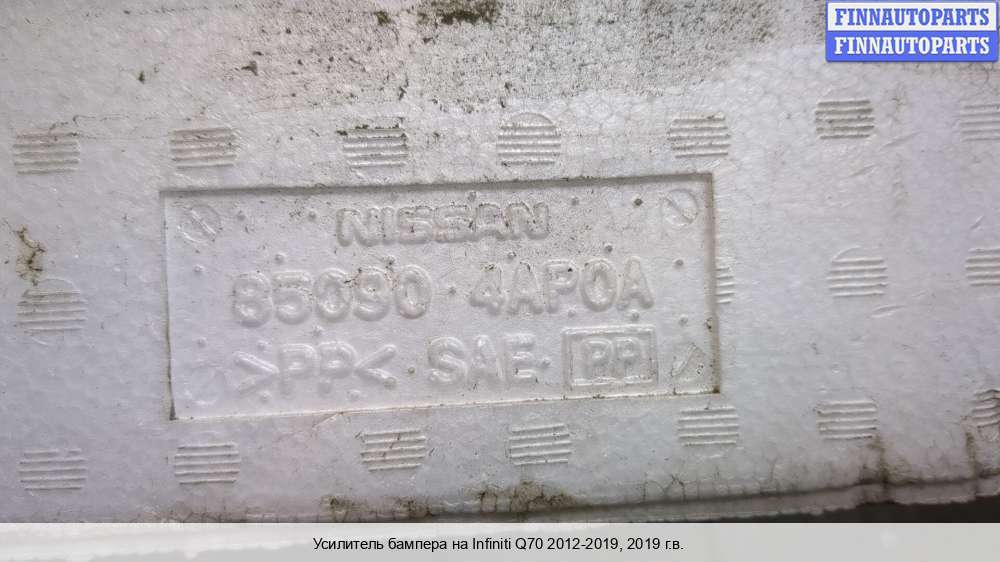 FINNAUTOPARTS
FINNAUTOPARTS
NISSAN
85090 4AP0A
>PP< SAE PP
Усилитель бампера на Infiniti Q70 2012-2019, 2019 г.в.